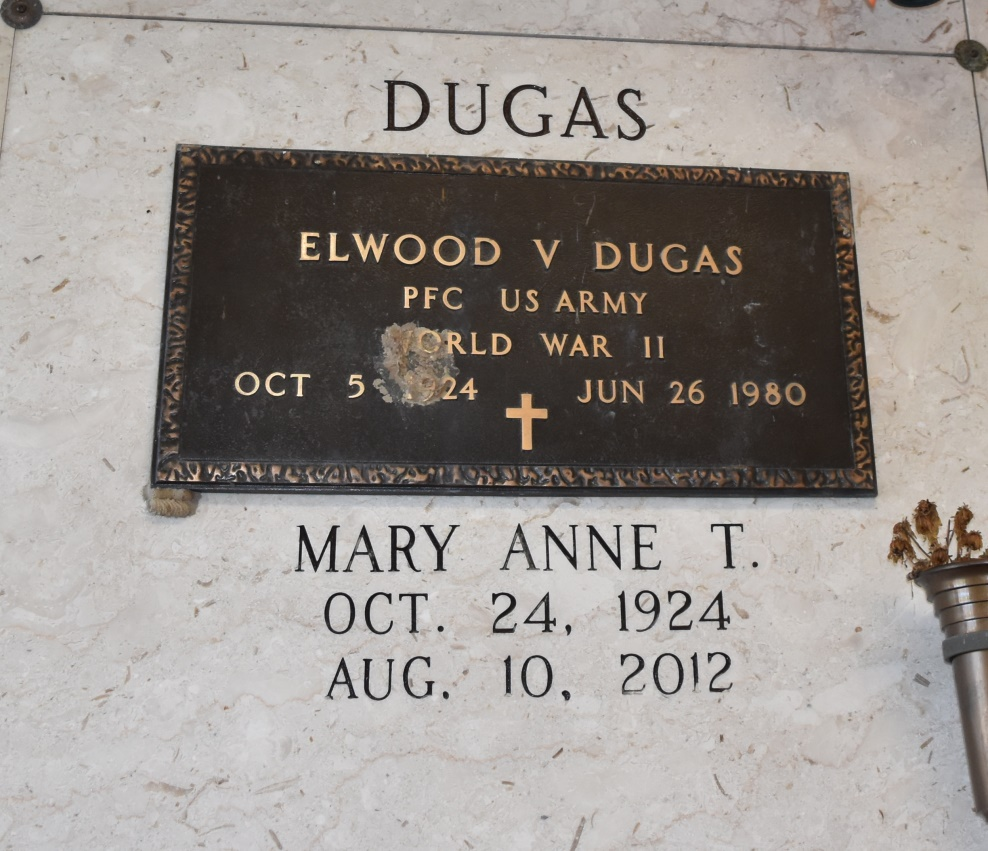 DUGAS
ELWOOD V DUGAS
PFC US ARMY
WORLD WAR II
OCT 5 1924 JUN 26 1980
MARY ANNE T.
OCT. 24, 1924
AUG. 10, 2012